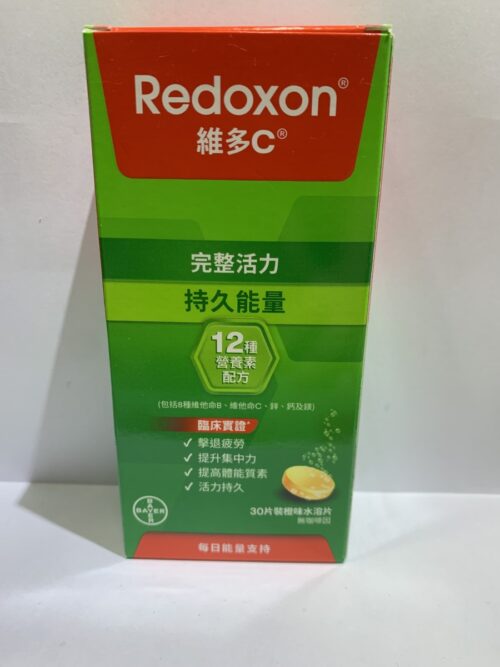 Redoxon®
維多C®
完整活力
持久能量
12種
營養素
配方
(包括8種維他命B、維他命C、鋅、鈣及鎂)
臨床實證^
✓ 擊退疲勞
✓ 提升集中力
✓ 提高體能質素
✓ 活力持久
BAYER
30片裝橙味水溶片
無咖啡因
每日能量支持